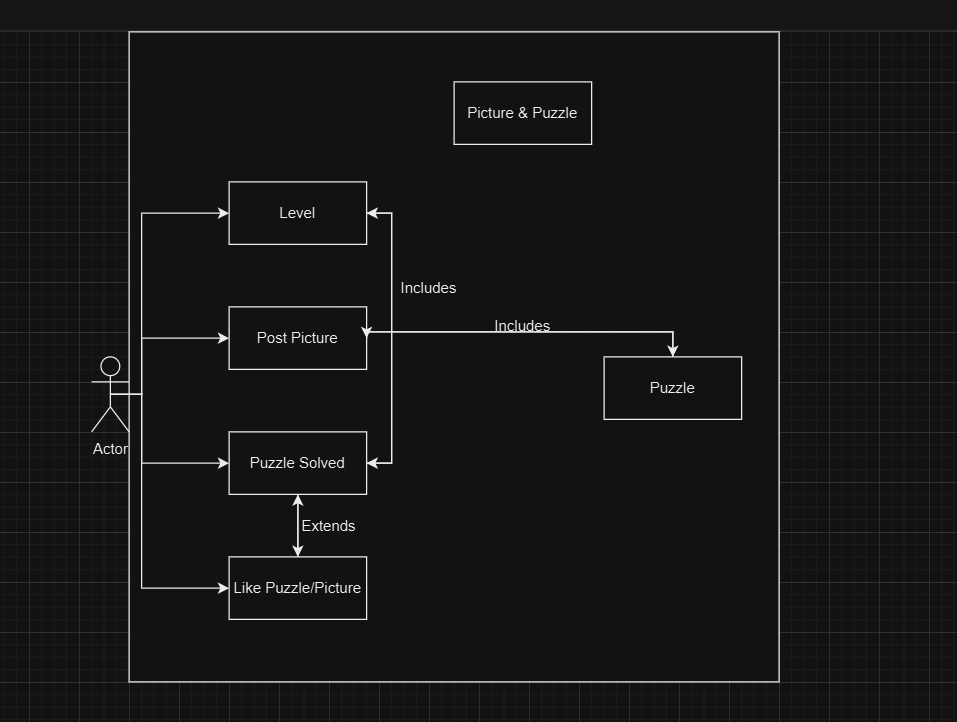 Picture & Puzzle
Level
Includes
Includes
Post Picture
Puzzle
Actor
Puzzle Solved
Extends
Like Puzzle/Picture